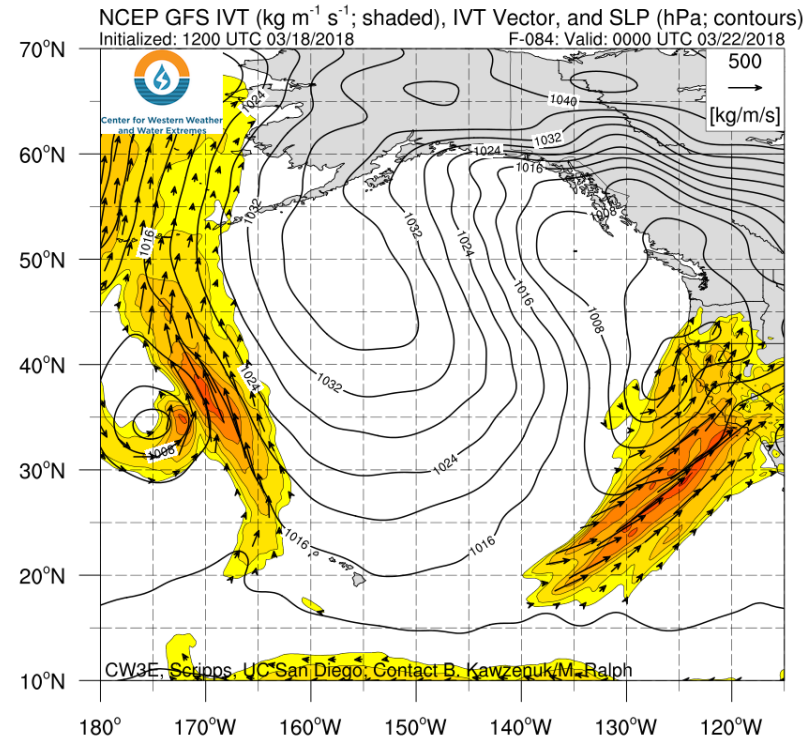 NCEP GFS IVT (kg m⁻¹ s⁻¹; shaded), IVT Vector, and SLP (hPa; contours)
Initialized: 1200 UTC 03/18/2018 F-084: Valid: 0000 UTC 03/22/2018
70°N
500
[kg/m/s]
Center for Western Weather
and Water Extremes
1024
1040
1032
1024
1016
60°N
1032
1032
1008
1016
1024
50°N
1016
1008
40°N
1024
1032
1008
1024
30°N
1016
1016
20°N
CW3E, Scripps, UC San Diego; Contact B. Kawzenuk/M. Ralph
10°N
180° 170°W 160°W 150°W 140°W 130°W 120°W